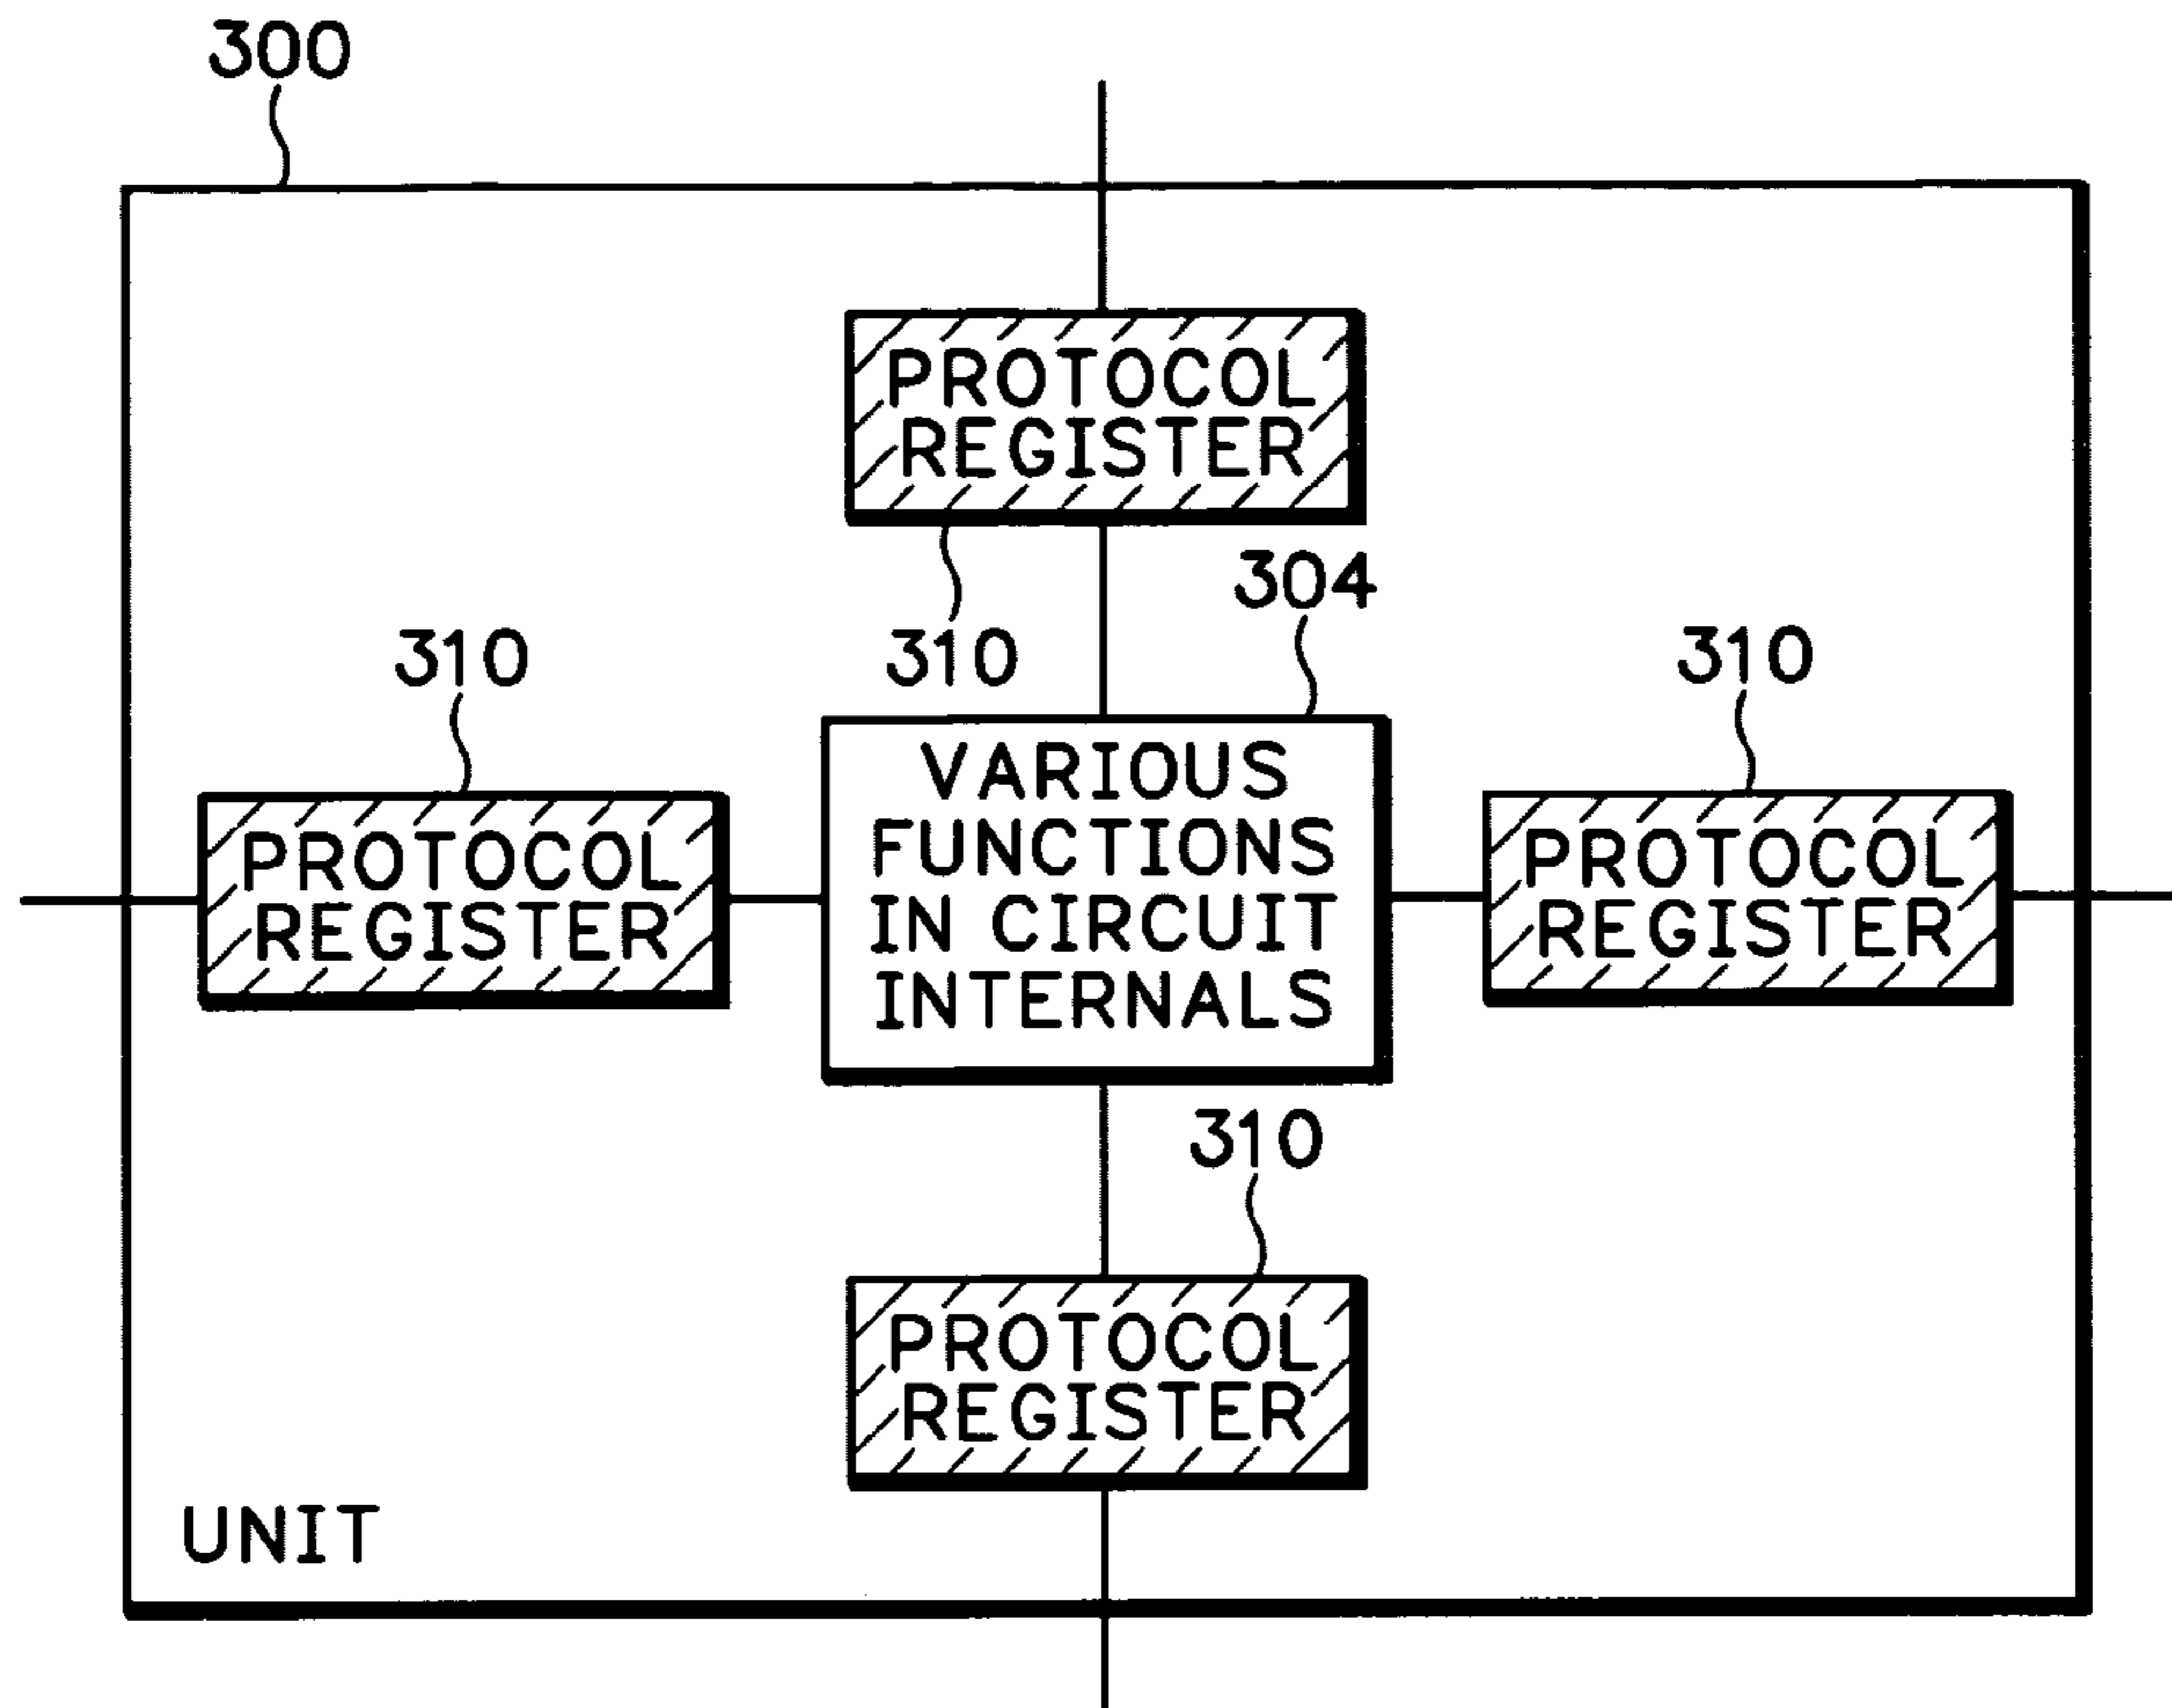 300
PROTOCOL
REGISTER
304
310
310
310
VARIOUS
FUNCTIONS
IN CIRCUIT
INTERNALS
PROTOCOL
REGISTER
PROTOCOL
REGISTER
310
PROTOCOL
REGISTER
UNIT